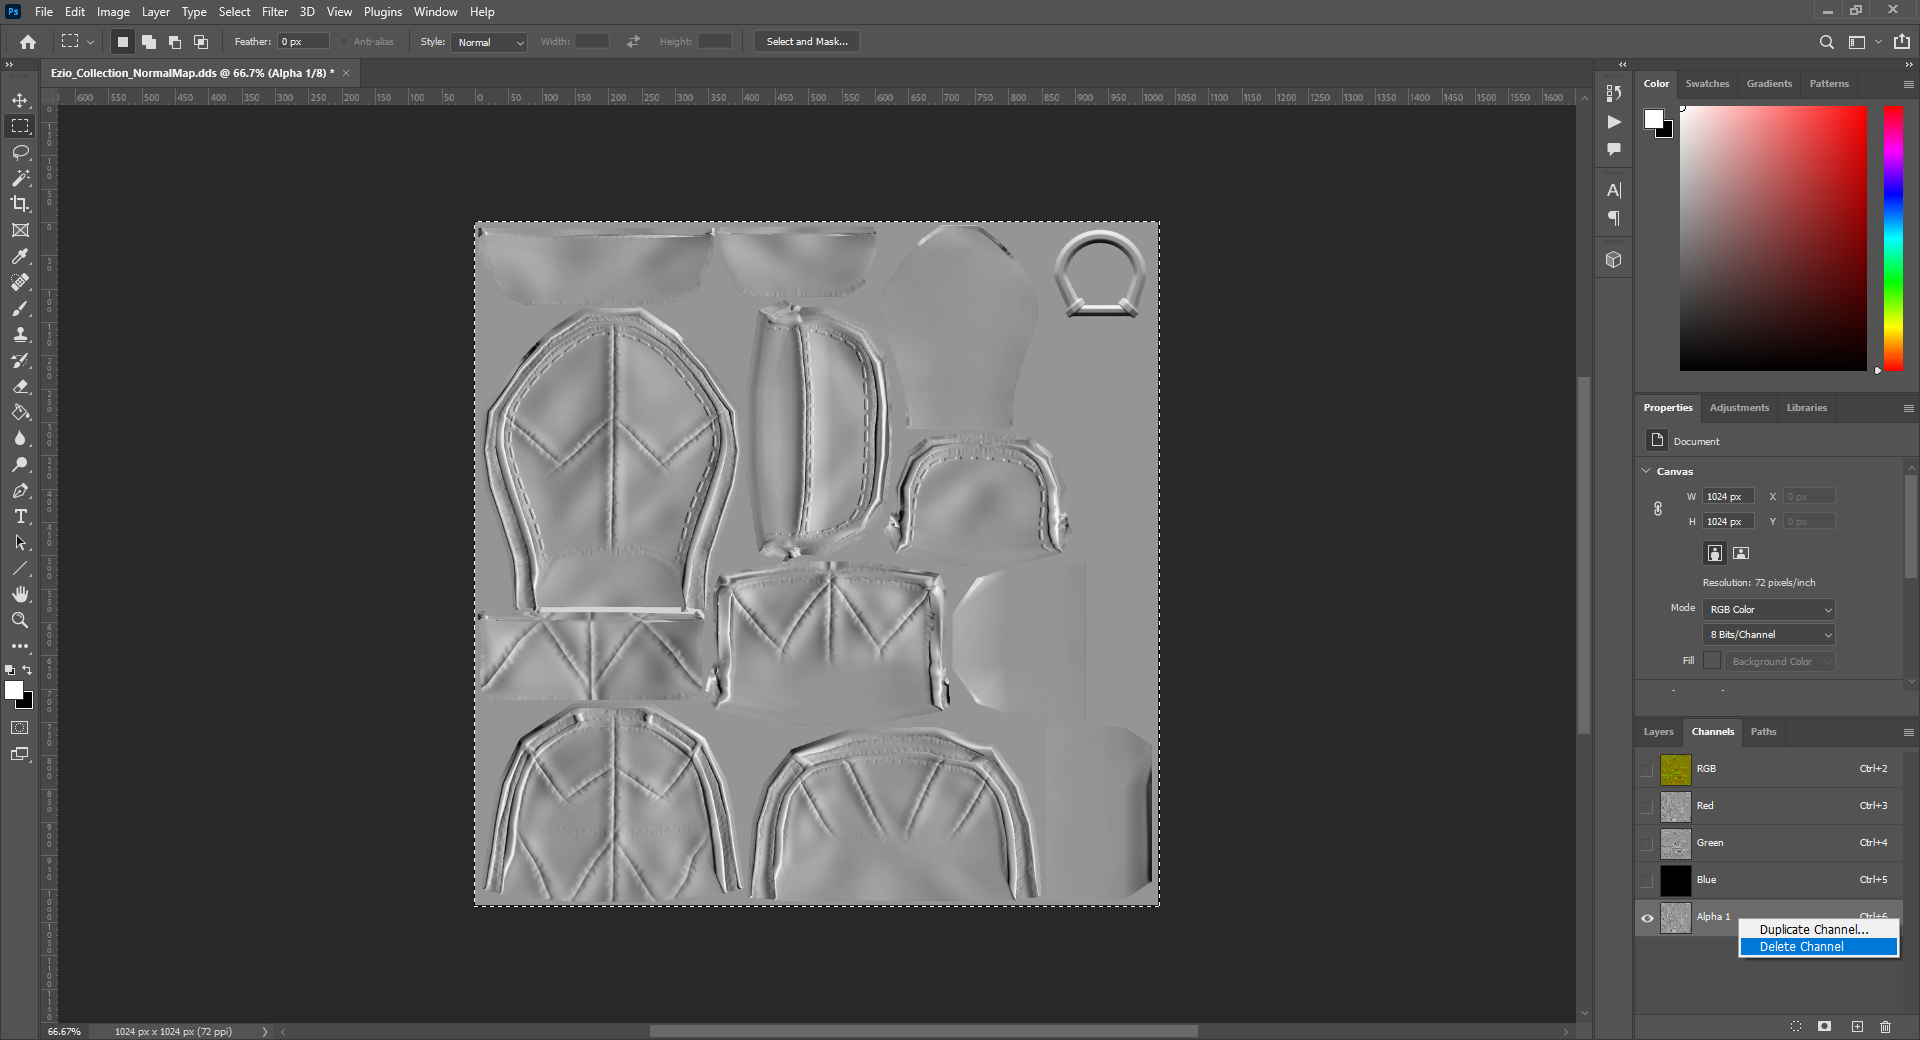 Ps File Edit Image Layer Type Select Filter 3D View Plugins Window Help
Feather: 0 px Anti-alias Style: Normal Width: Height: Select and Mask...
Ezio_Collection_NormalMap.dds @ 66.7% (Alpha 1/8) * ×
600 550 500 450 400 350 300 250 200 150 100 50 0 50 100 150 200 250 300 350 400 450 500 550 600 650 700 750 800 850 900 950 1000 1050 1100 1150 1200 1250 1300 1350 1400 1450 1500 1550 1600
Color Swatches Gradients Patterns
Properties Adjustments Libraries
Document
Canvas
W 1024 px X 0 px
H 1024 px Y 0 px
Resolution: 72 pixels/inch
Mode RGB Color
8 Bits/Channel
Fill Background Color
Layers Channels Paths
RGB Ctrl+2
Red Ctrl+3
Green Ctrl+4
Blue Ctrl+5
Alpha 1 Ctrl+6
Duplicate Channel...
Delete Channel
66.67% 1024 px x 1024 px (72 ppi)